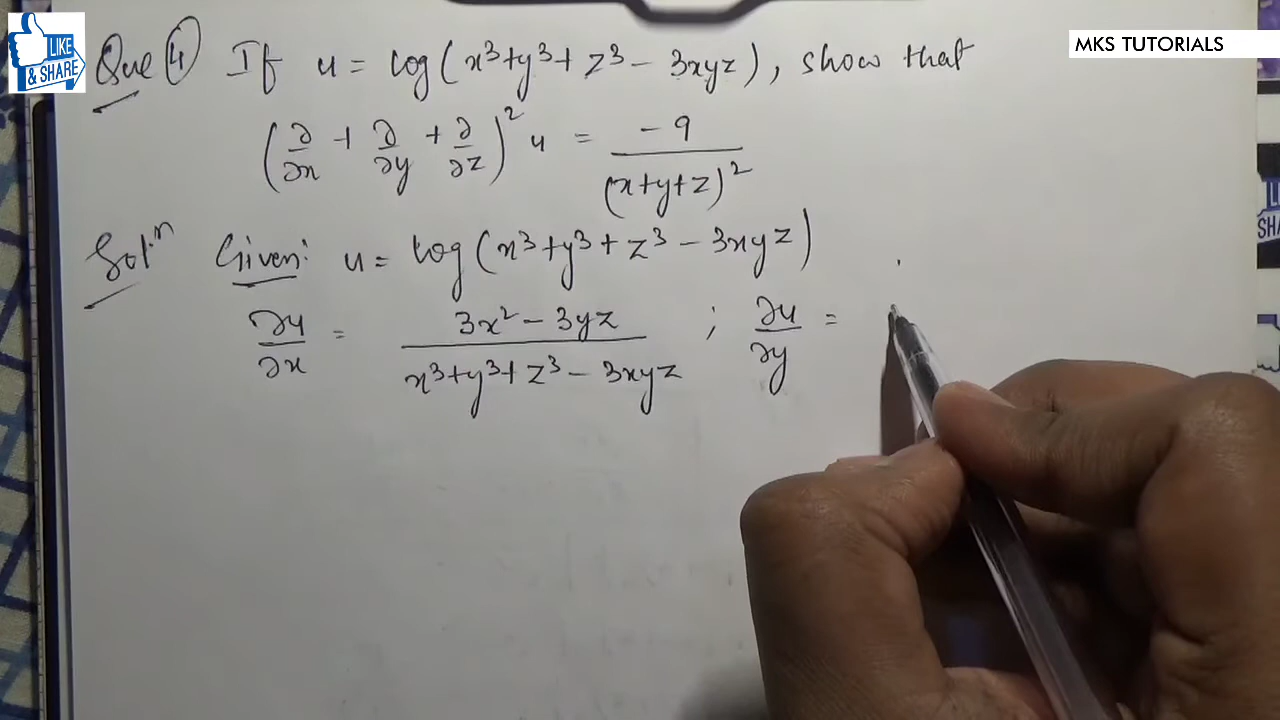 LIKE
& SHARE
MKS TUTORIALS
Que 4 If u = log(x³+y³+z³ − 3xyz), show that
(∂/∂x + ∂/∂y + ∂/∂z)² u = −9/(x+y+z)²
Solⁿ Given: u = log(x³+y³+z³ − 3xyz)
∂u/∂x = (3x² − 3yz)/(x³+y³+z³ − 3xyz) ; ∂u/∂y =